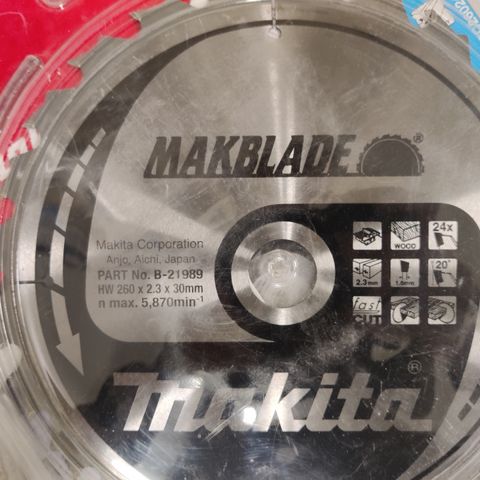 MAKBLADE®
Makita Corporation
Anjo, Aichi, Japan
PART No. B-21989
HW 260 x 2.3 x 30mm
n max. 5,870min⁻¹
WOOD
24x
2.3mm
1.6mm
20°
fast
CUT
Makita®